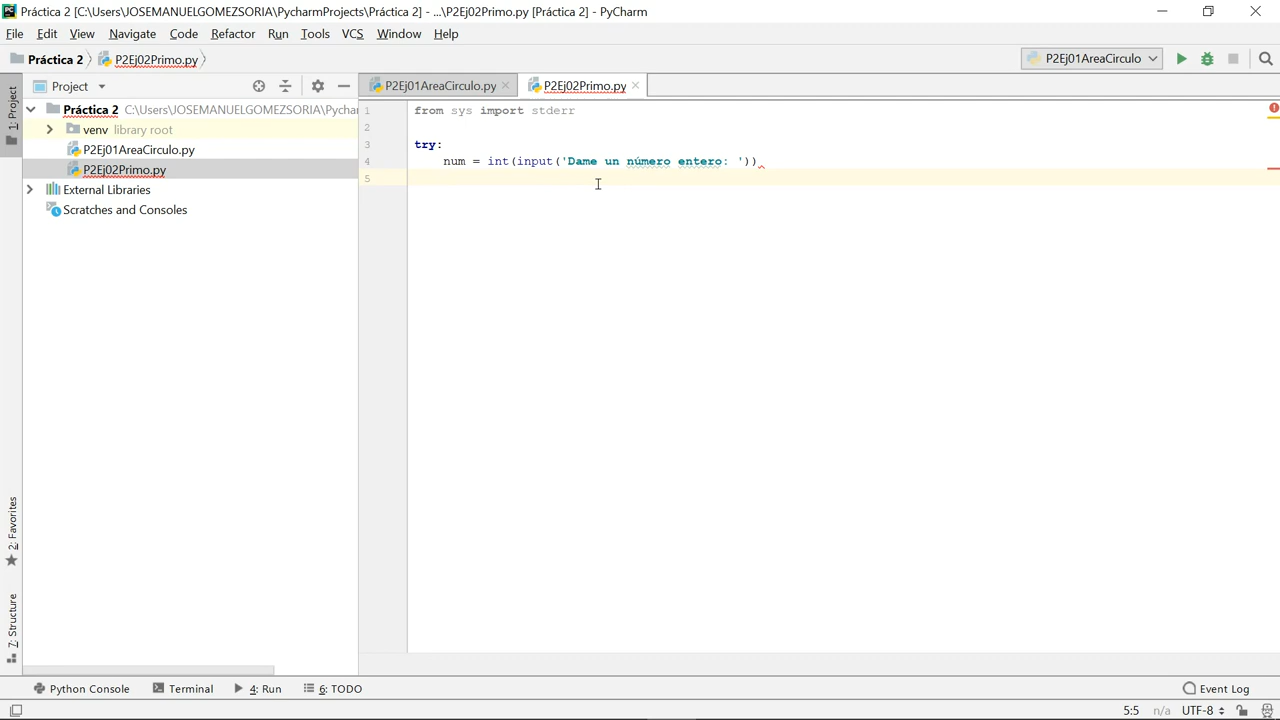 Práctica 2 [C:\Users\JOSEMANUELGOMEZSORIA\PycharmProjects\Práctica 2] - ...\P2Ej02Primo.py [Práctica 2] - PyCharm
File Edit View Navigate Code Refactor Run Tools VCS Window Help
Práctica 2 P2Ej02Primo.py P2Ej01AreaCirculo
1: Project
Project
P2Ej01AreaCirculo.py P2Ej02Primo.py
Práctica 2 C:\Users\JOSEMANUELGOMEZSORIA\Pychar
venv library root
P2Ej01AreaCirculo.py
P2Ej02Primo.py
External Libraries
Scratches and Consoles
1 from sys import stderr
2
3 try:
4 num = int(input('Dame un número entero: '))
5
2: Favorites
7: Structure
Python Console Terminal 4: Run 6: TODO Event Log
5:5 n/a UTF-8